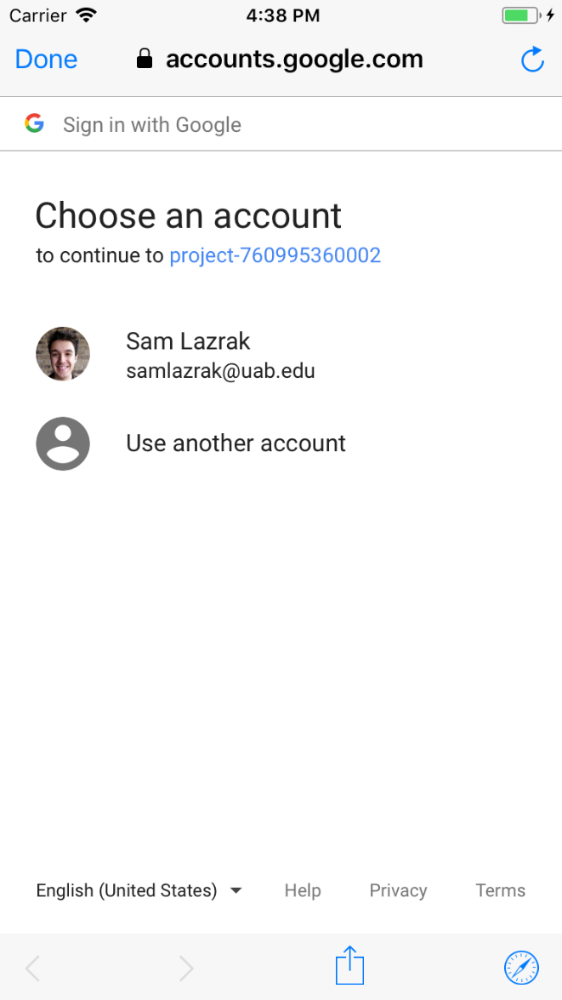 Carrier 4:38 PM
Done accounts.google.com
Sign in with Google
Choose an account
to continue to project-760995360002
Sam Lazrak
samlazrak@uab.edu
Use another account
English (United States) Help Privacy Terms